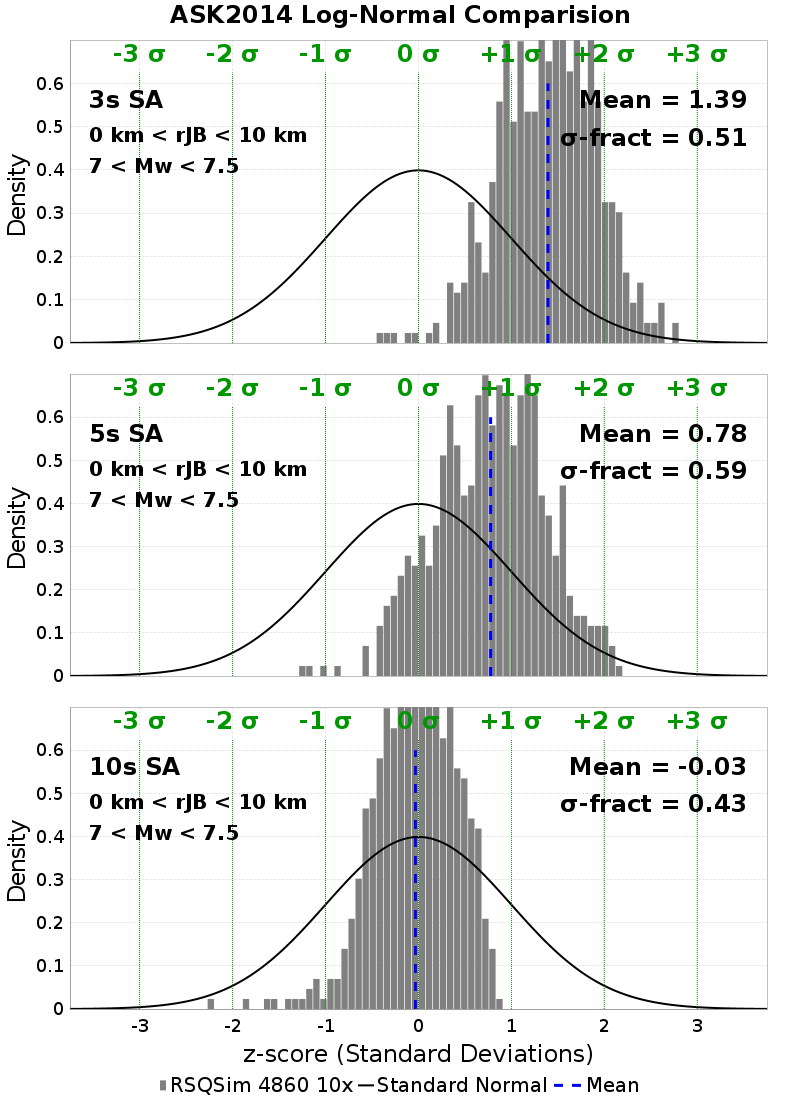 ASK2014 Log-Normal Comparision
-3 σ -2 σ -1 σ 0 σ +1 σ +2 σ +3 σ
3s SA
Mean = 1.39
0 km < rJB < 10 km
σ-fract = 0.51
7 < Mw < 7.5
Density
0.6
0.5
0.4
0.3
0.2
0.1
0
-3 σ -2 σ -1 σ 0 σ +1 σ +2 σ +3 σ
5s SA
Mean = 0.78
0 km < rJB < 10 km
σ-fract = 0.59
7 < Mw < 7.5
Density
0.6
0.5
0.4
0.3
0.2
0.1
0
-3 σ -2 σ -1 σ 0 σ +1 σ +2 σ +3 σ
10s SA
Mean = -0.03
0 km < rJB < 10 km
σ-fract = 0.43
7 < Mw < 7.5
Density
0.6
0.5
0.4
0.3
0.2
0.1
0
-3 -2 -1 0 1 2 3
z-score (Standard Deviations)
RSQSim 4860 10x Standard Normal Mean